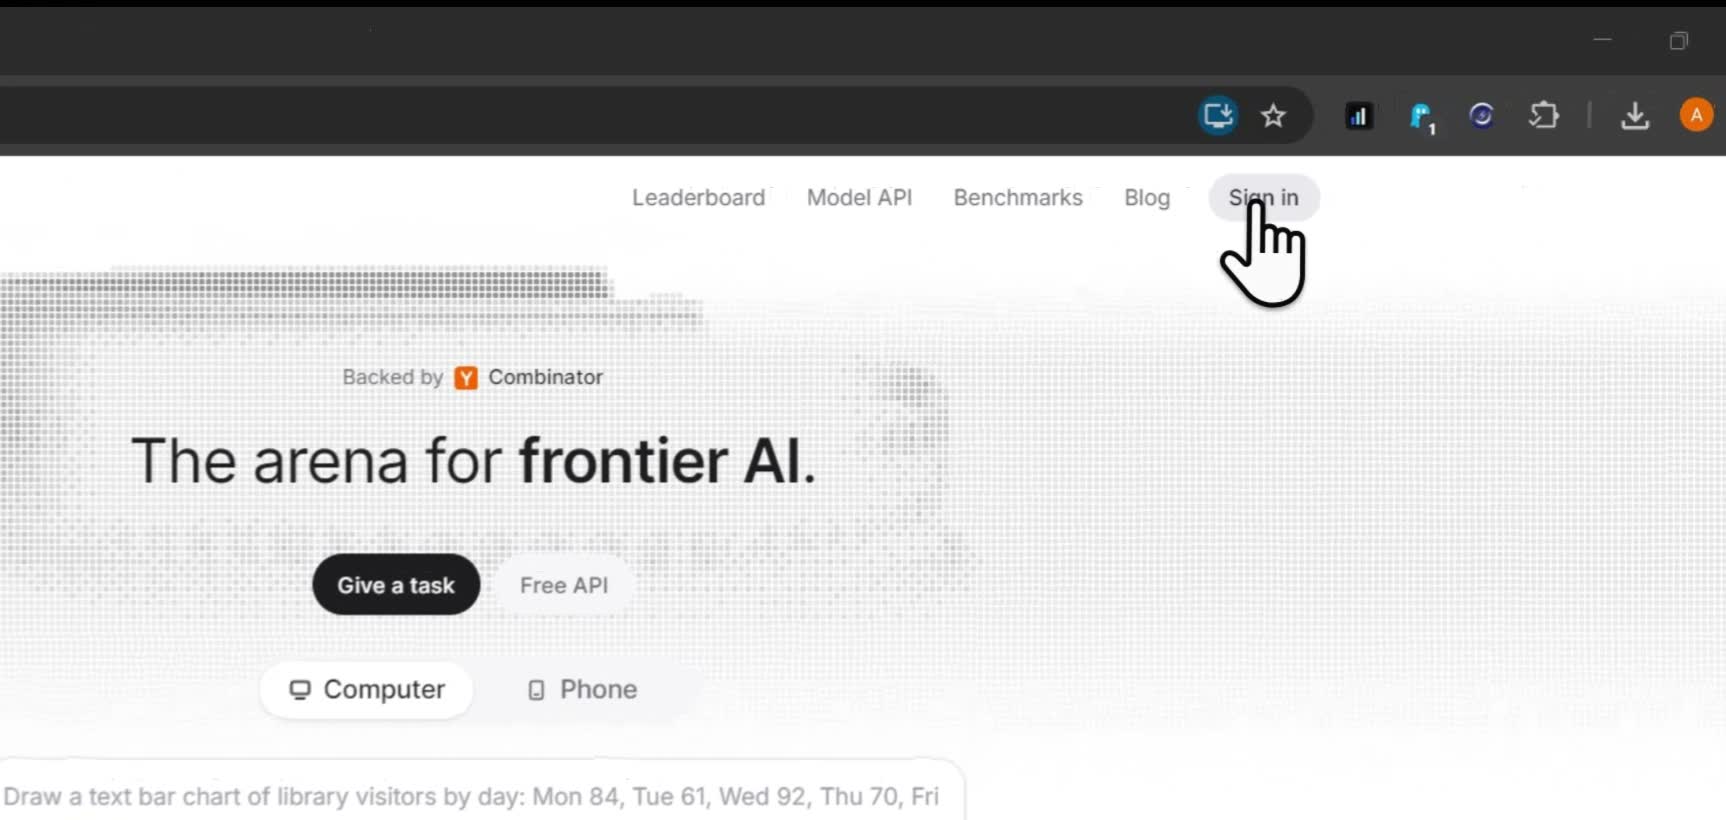 1
A
Leaderboard Model API Benchmarks Blog Sign in
Backed by Y Combinator
The arena for frontier AI.
Give a task Free API
Computer Phone
Draw a text bar chart of library visitors by day: Mon 84, Tue 61, Wed 92, Thu 70, Fri